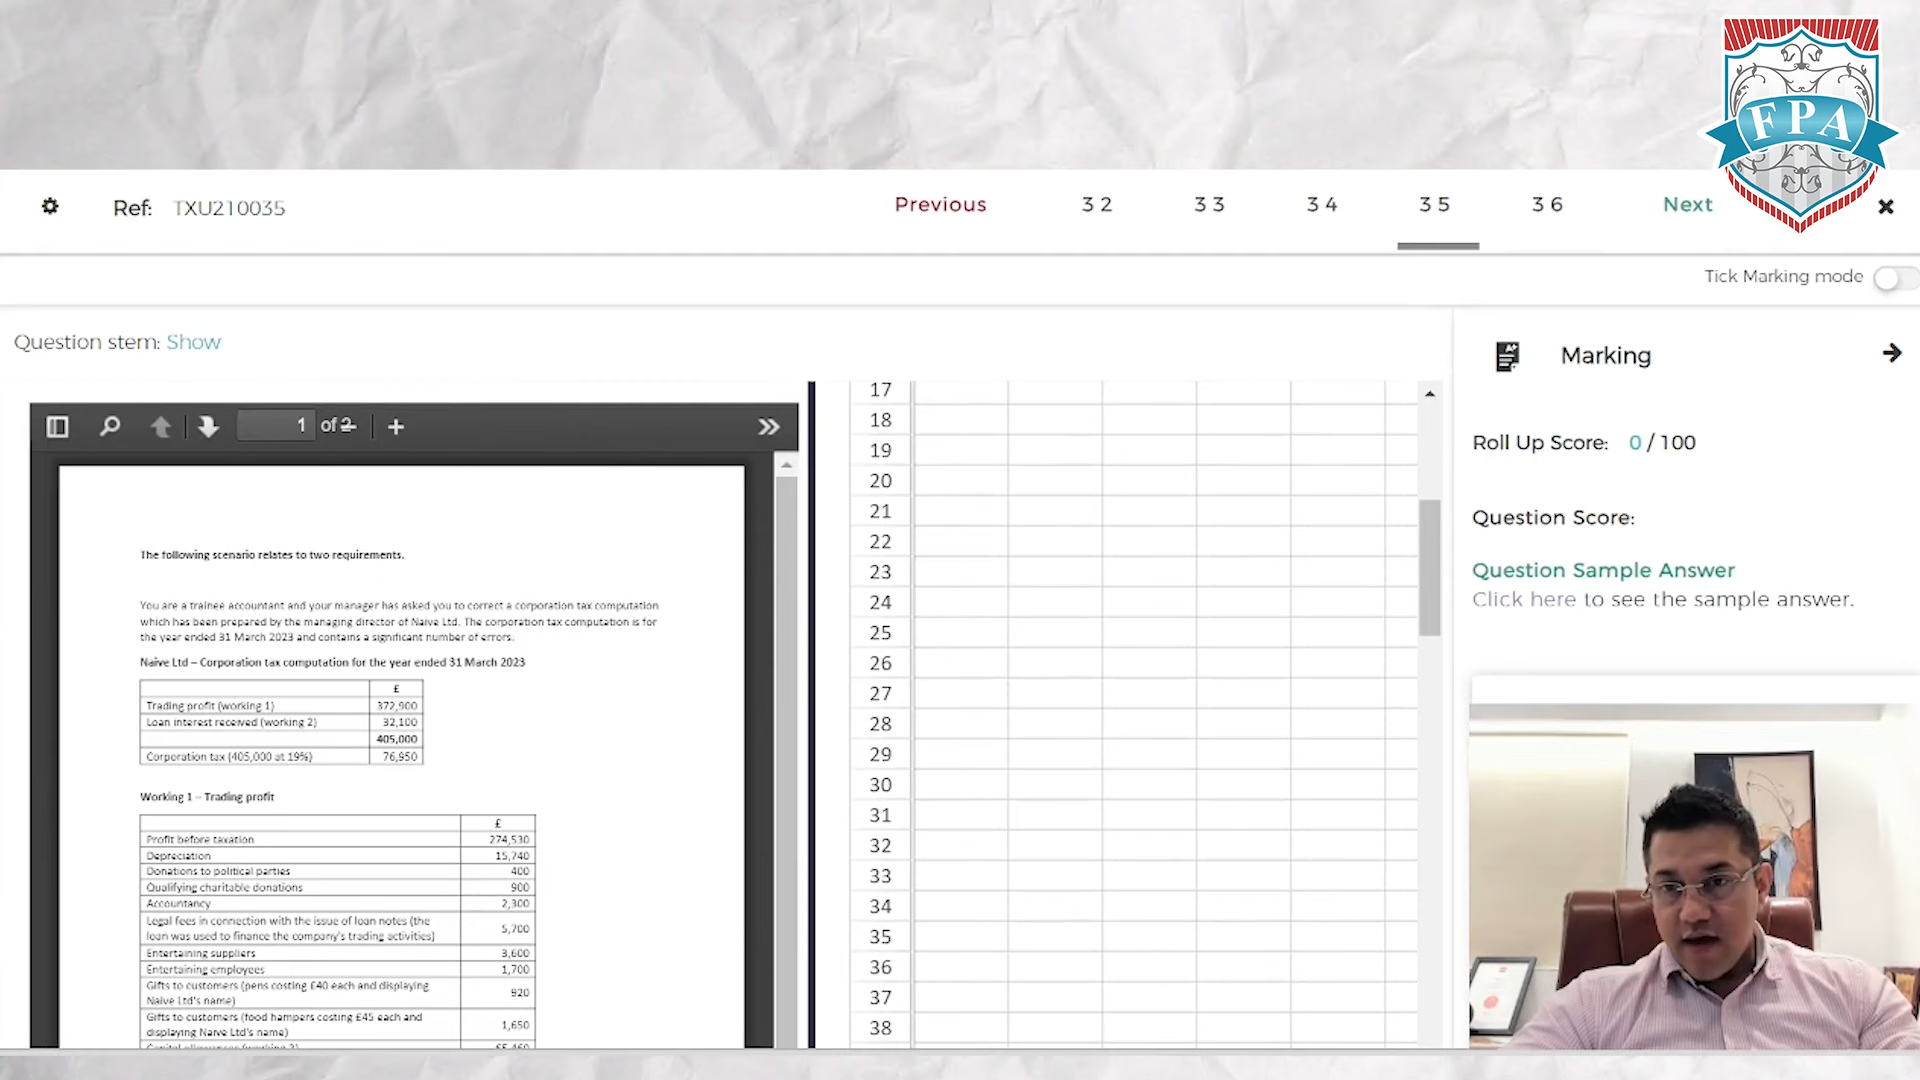 FPA
Ref: TXU210035
Previous 32 33 34 35 36 Next
Tick Marking mode
Question stem: Show
Marking
1 of 2
Roll Up Score: 0 / 100
Question Score:
Question Sample Answer
Click here to see the sample answer.
The following scenario relates to two requirements.
You are a trainee accountant and your manager has asked you to correct a corporation tax computation
which has been prepared by the managing director of Naive Ltd. The corporation tax computation is for
the year ended 31 March 2023 and contains a significant number of errors.
Naive Ltd – Corporation tax computation for the year ended 31 March 2023
£
Trading profit (working 1) 372,900
Loan interest received (working 2) 32,100
405,000
Corporation tax (405,000 at 19%) 76,950
Working 1 – Trading profit
£
Profit before taxation 274,530
Depreciation 15,740
Donations to political parties 400
Qualifying charitable donations 900
Accountancy 2,300
Legal fees in connection with the issue of loan notes (the
loan was used to finance the company's trading activities) 5,700
Entertaining suppliers 3,600
Entertaining employees 1,700
Gifts to customers (pens costing £40 each and displaying
Naive Ltd's name) 920
Gifts to customers (food hampers costing £45 each and
displaying Naive Ltd's name) 1,650
17
18
19
20
21
22
23
24
25
26
27
28
29
30
31
32
33
34
35
36
37
38